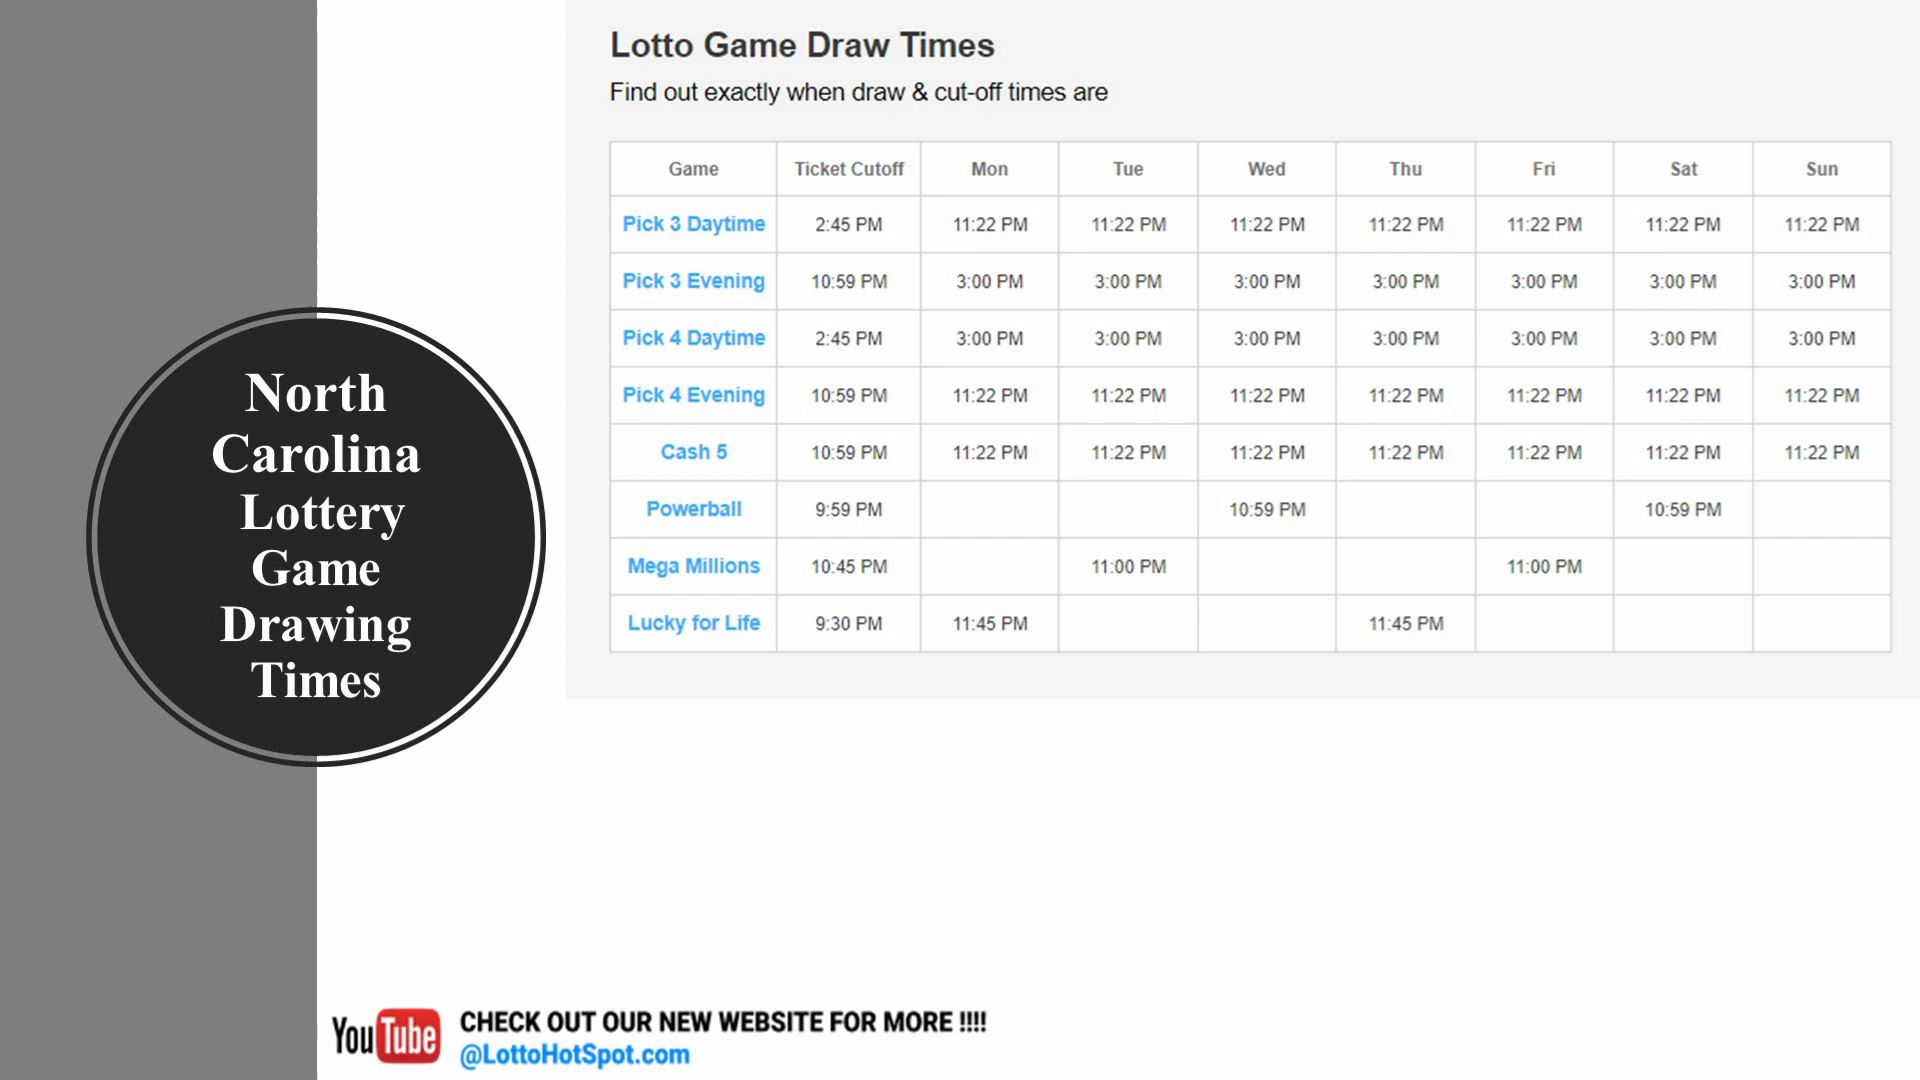 Lotto Game Draw Times
Find out exactly when draw & cut-off times are
Game Ticket Cutoff Mon Tue Wed Thu Fri Sat Sun
Pick 3 Daytime 2:45 PM 11:22 PM 11:22 PM 11:22 PM 11:22 PM 11:22 PM 11:22 PM 11:22 PM
Pick 3 Evening 10:59 PM 3:00 PM 3:00 PM 3:00 PM 3:00 PM 3:00 PM 3:00 PM 3:00 PM
Pick 4 Daytime 2:45 PM 3:00 PM 3:00 PM 3:00 PM 3:00 PM 3:00 PM 3:00 PM 3:00 PM
Pick 4 Evening 10:59 PM 11:22 PM 11:22 PM 11:22 PM 11:22 PM 11:22 PM 11:22 PM 11:22 PM
Cash 5 10:59 PM 11:22 PM 11:22 PM 11:22 PM 11:22 PM 11:22 PM 11:22 PM 11:22 PM
Powerball 9:59 PM 10:59 PM 10:59 PM
Mega Millions 10:45 PM 11:00 PM 11:00 PM
Lucky for Life 9:30 PM 11:45 PM 11:45 PM
North
Carolina
Lottery
Game
Drawing
Times
YouTube
CHECK OUT OUR NEW WEBSITE FOR MORE !!!!
@LottoHotSpot.com